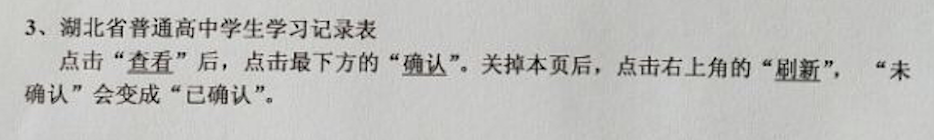 3、湖北省普通高中学生学习记录表
点击“查看”后，点击最下方的“确认”。关掉本页后，点击右上角的“刷新”，“未
确认”会变成“已确认”。